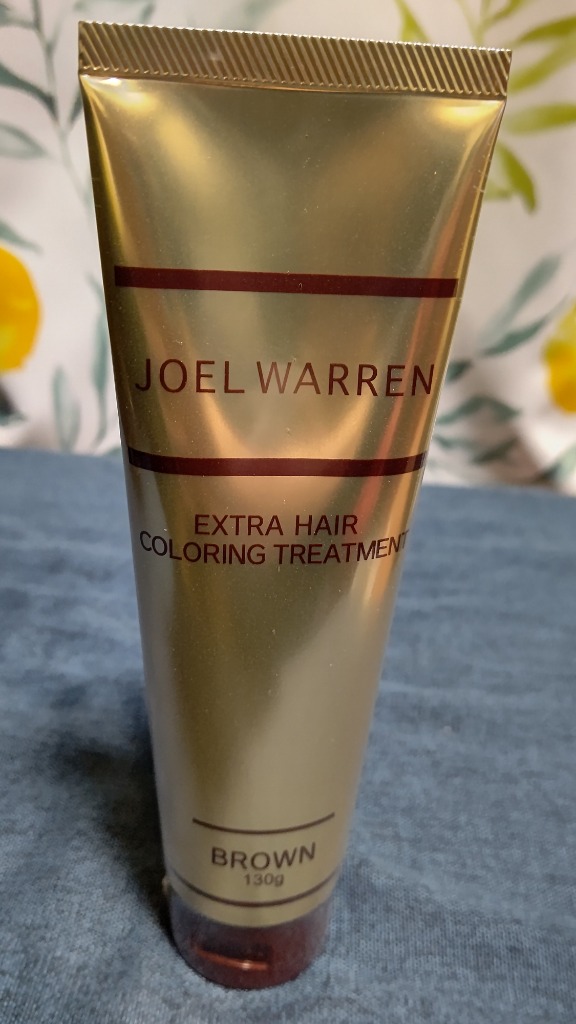 JOEL WARREN
EXTRA HAIR
COLORING TREATMENT
BROWN
130g